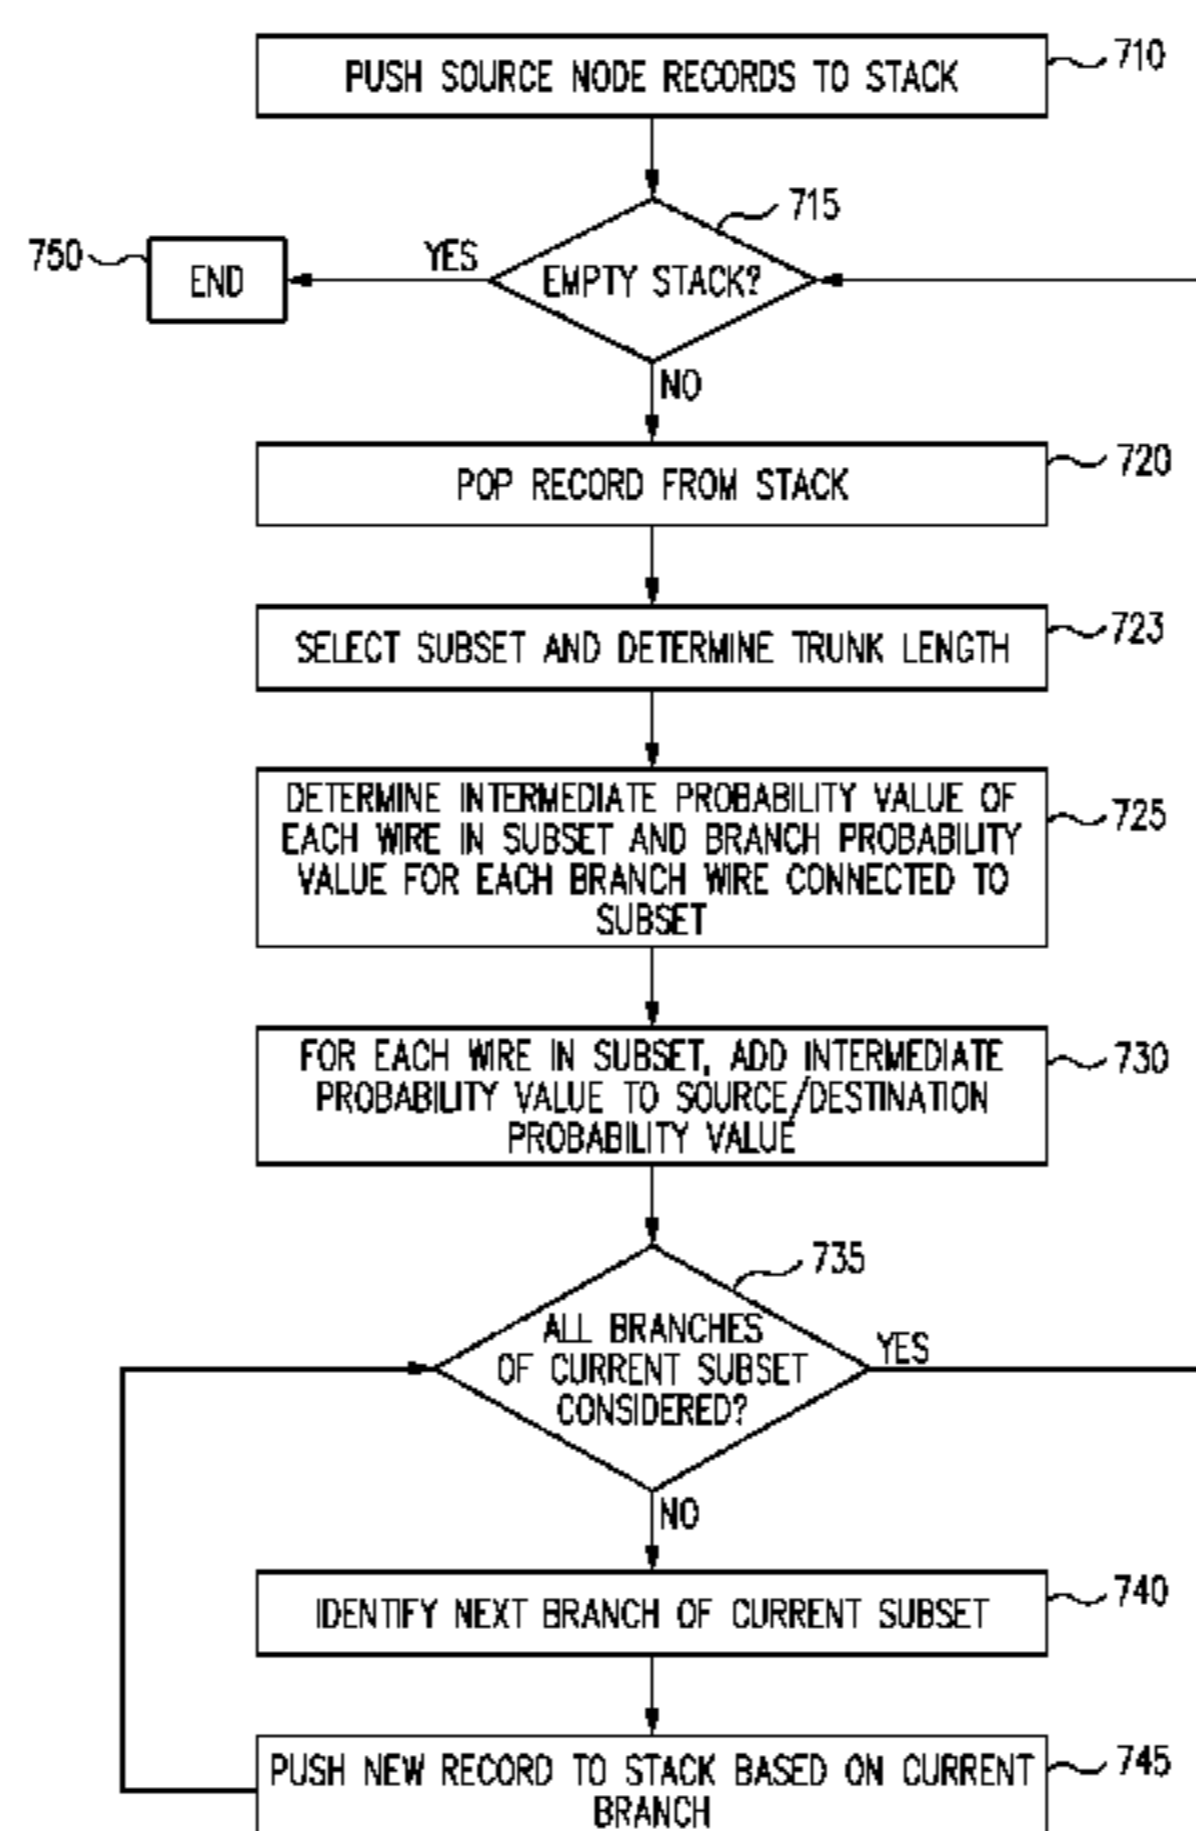 PUSH SOURCE NODE RECORDS TO STACK
710
715
750
END
YES
EMPTY STACK?
NO
POP RECORD FROM STACK
720
SELECT SUBSET AND DETERMINE TRUNK LENGTH
723
DETERMINE INTERMEDIATE PROBABILITY VALUE OF
EACH WIRE IN SUBSET AND BRANCH PROBABILITY
VALUE FOR EACH BRANCH WIRE CONNECTED TO
SUBSET
725
FOR EACH WIRE IN SUBSET, ADD INTERMEDIATE
PROBABILITY VALUE TO SOURCE/DESTINATION
PROBABILITY VALUE
730
735
ALL BRANCHES
OF CURRENT SUBSET
CONSIDERED?
YES
NO
IDENTIFY NEXT BRANCH OF CURRENT SUBSET
740
PUSH NEW RECORD TO STACK BASED ON CURRENT
BRANCH
745